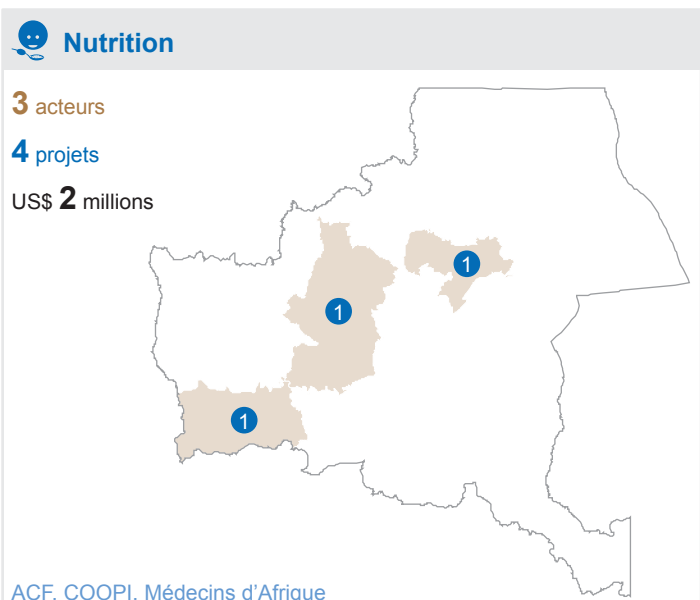 Nutrition
3 acteurs
4 projets
US$ 2 millions
1
1
1
ACF, COOPI, Médecins d'Afrique